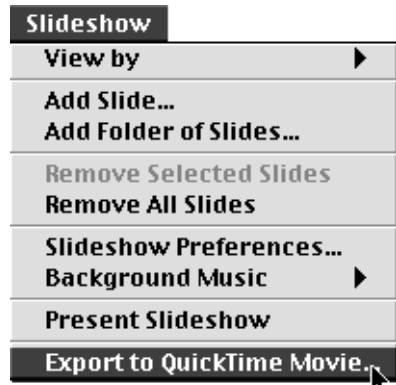 Slideshow
View by
Add Slide...
Add Folder of Slides...
Remove Selected Slides
Remove All Slides
Slideshow Preferences...
Background Music
Present Slideshow
Export to QuickTime Movie..